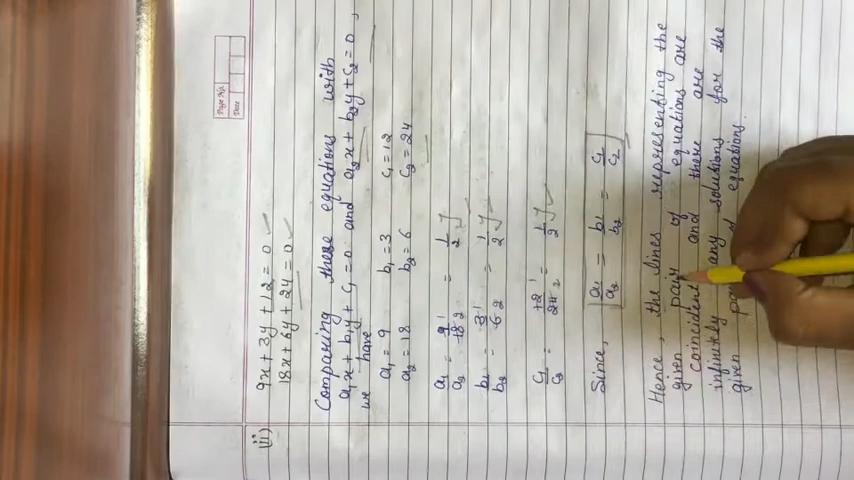 Page No.
Date
(ii) 9x + 3y + 12 = 0
18x + 6y + 24 = 0
Comparing these equations with
a₁x + b₁y + c₁ = 0 and a₂x + b₂y + c₂ = 0,
we have
a₁ = 9 b₁ = 3 c₁ = 12
a₂ = 18 b₂ = 6 c₂ = 24
a₁/a₂ = 9/18 = 1/2
b₁/b₂ = 3/6 = 1/2
c₁/c₂ = 12/24 = 1/2
Since, a₁/a₂ = b₁/b₂ = c₁/c₂
Hence, the lines representing the
given pair of equations are
coincident and there are
infinitely any solutions for the
given equations.